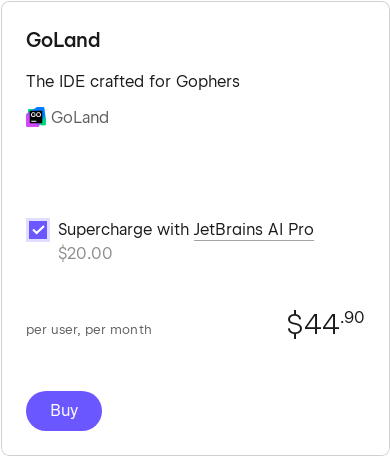 GoLand
The IDE crafted for Gophers
GO GoLand
Supercharge with JetBrains AI Pro
$20.00
per user, per month $44.90
Buy